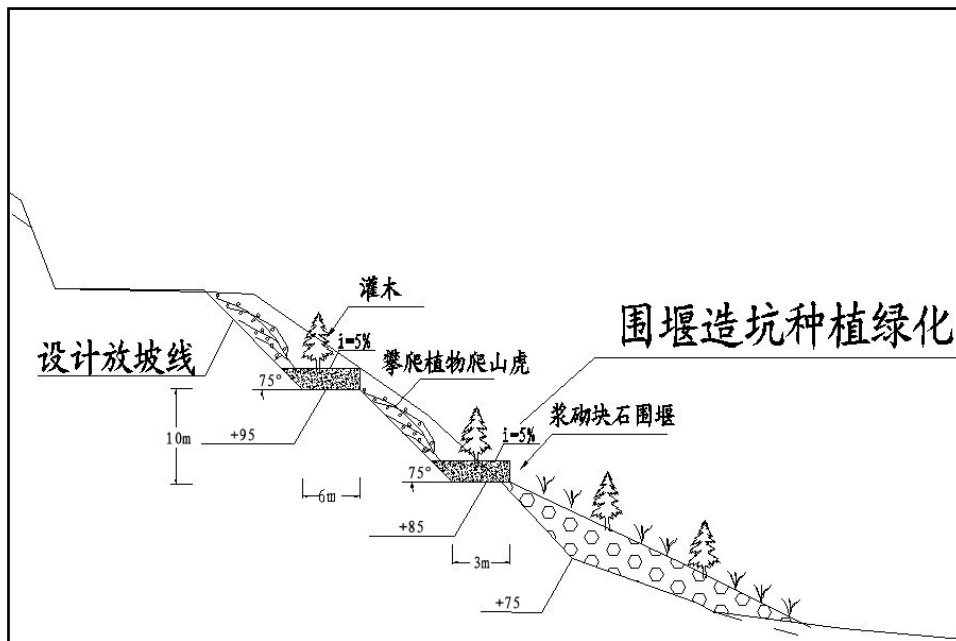 灌木
i=5%
围堰造坑种植绿化
设计放坡线
攀爬植物爬山虎
75°
浆砌块石围堰
10m
+95
i=5%
75°
6m
+85
3m
+75